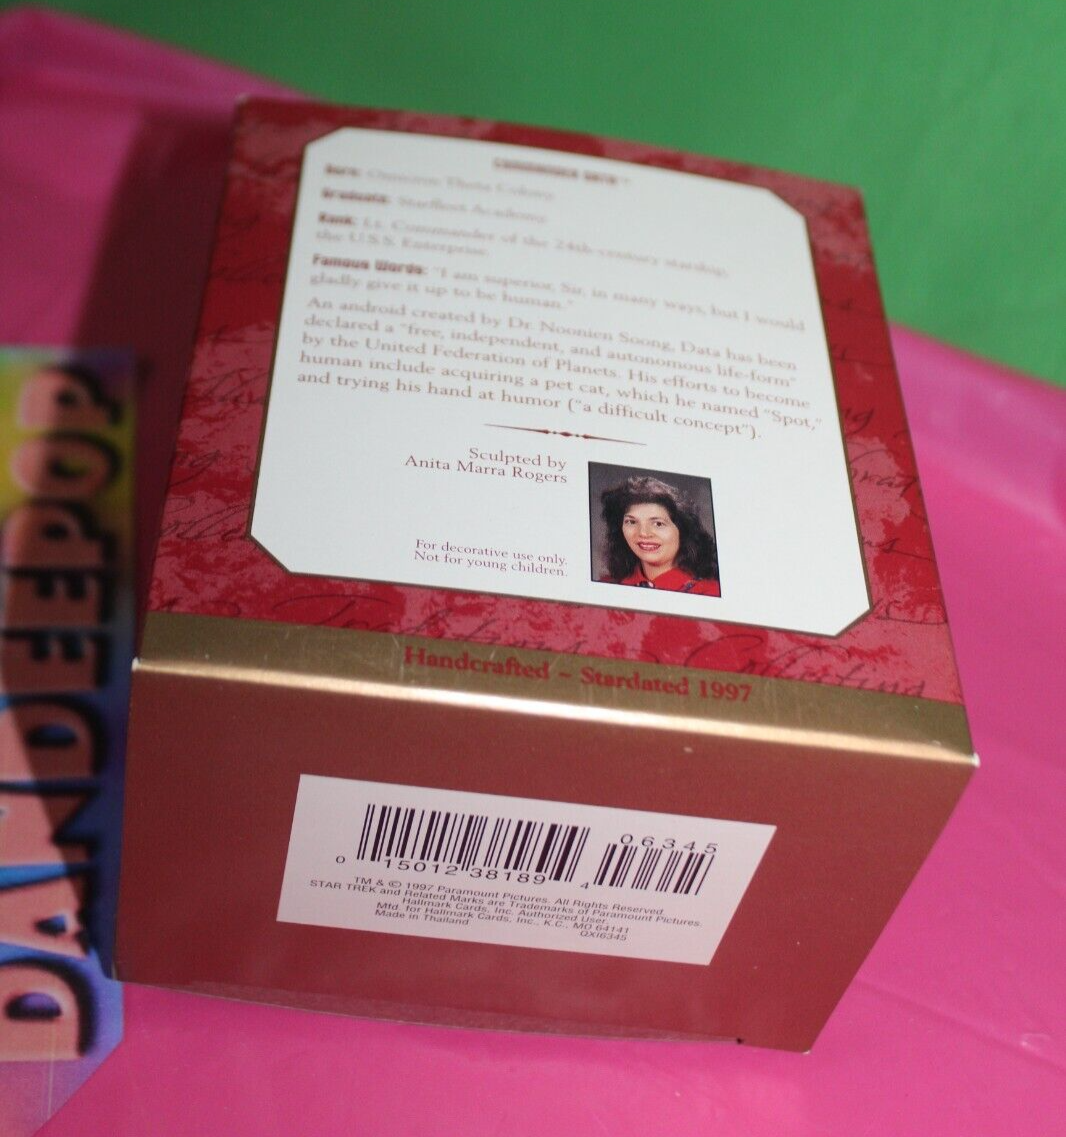 COMMANDER DATA™
Born: Omicron Theta Colony
Graduate: Starfleet Academy
Rank: Lt. Commander of the 24th-century starship,
the U.S.S. Enterprise
Famous Words: "I am superior, Sir, in many ways, but I would
gladly give it up to be human."
An android created by Dr. Noonien Soong, Data has been
declared a "free, independent, and autonomous life-form"
by the United Federation of Planets. His efforts to become
human include acquiring a pet cat, which he named "Spot,"
and trying his hand at humor ("a difficult concept").
Sculpted by
Anita Marra Rogers
For decorative use only.
Not for young children.
Traditions Collecting
Handcrafted ~ Stardated 1997
06345
0 15012 38189 4
TM & © 1997 Paramount Pictures. All Rights Reserved.
STAR TREK and Related Marks are Trademarks of Paramount Pictures.
Hallmark Cards, Inc. Authorized User.
Mfd. for Hallmark Cards, Inc., K.C., MO 64141
Made in Thailand
QXI6345
DANDEEPOP